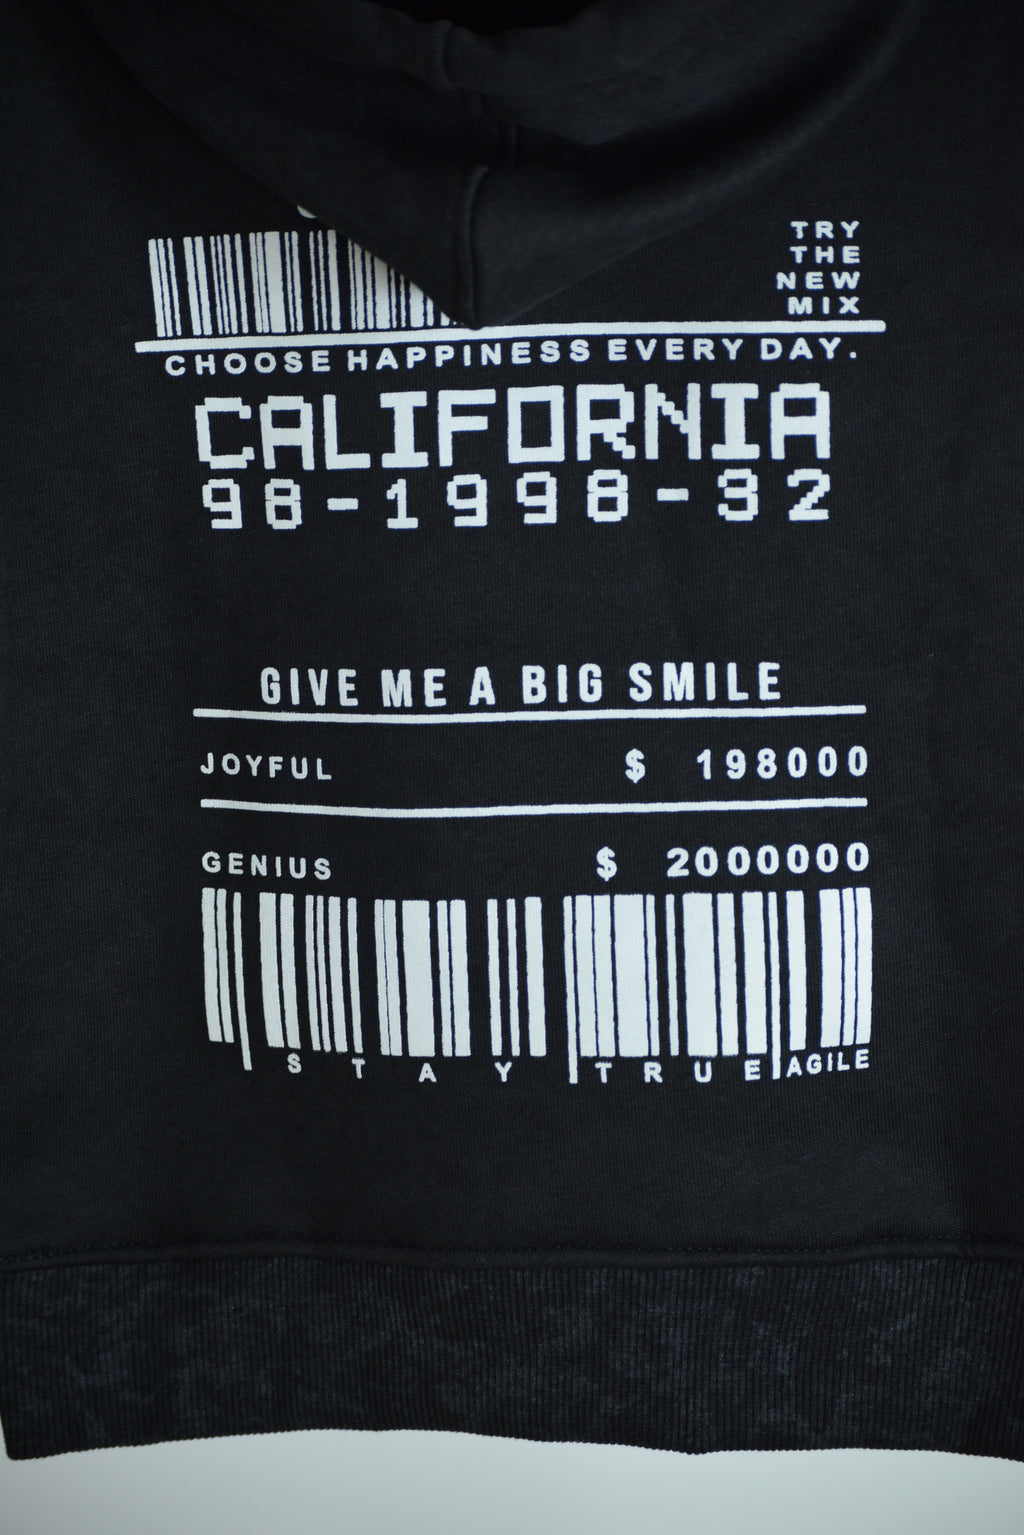 TRY
THE
NEW
MIX
CHOOSE HAPPINESS EVERY DAY.
CALIFORNIA
98-1998-32
GIVE ME A BIG SMILE
JOYFUL $ 198000
GENIUS $ 2000000
STAY TRUE AGILE